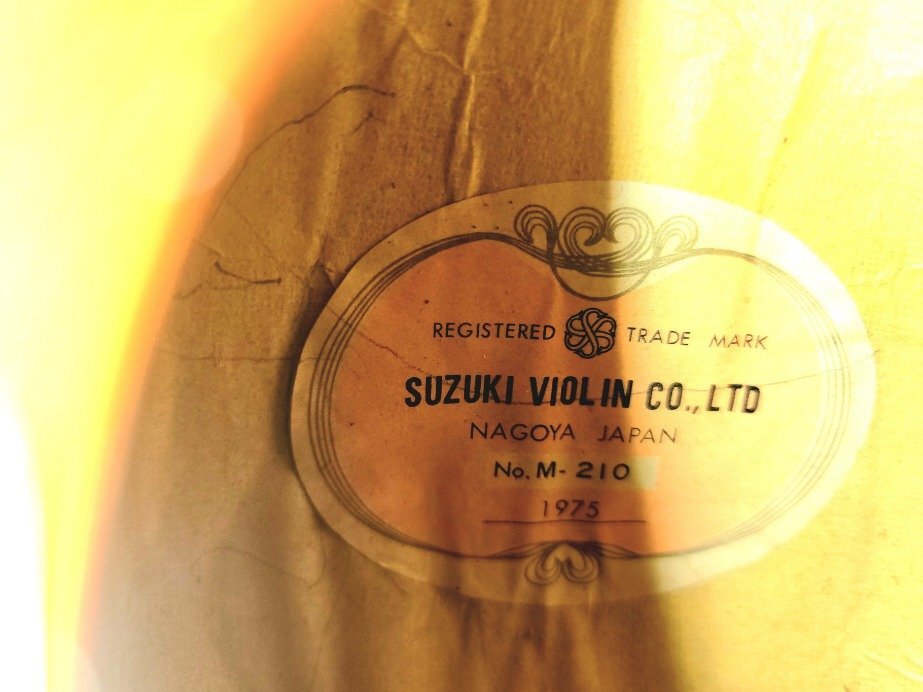 REGISTERED TRADE MARK
SUZUKI VIOLIN CO., LTD
NAGOYA JAPAN
No. M- 210
1975